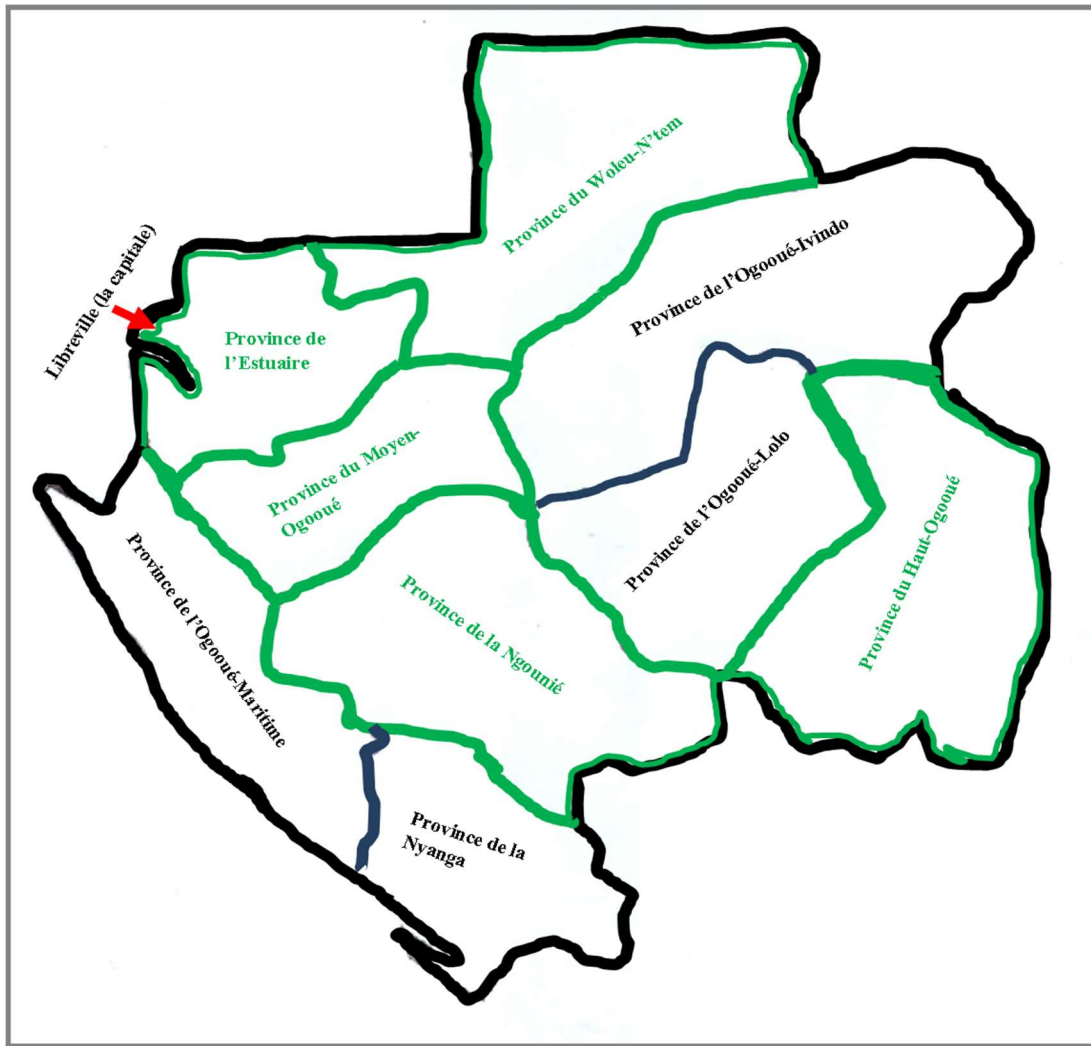 Province du Woleu-N’tem
Libreville (la capitale)
Province de l’Ogooué-Ivindo
Province de
l’Estuaire
Province du Moyen-
Ogooué
Province de l’Ogooué-Lolo
Province du Haut-Ogooué
Province de l’Ogooué-Maritime
Province de la Ngounié
Province de la
Nyanga